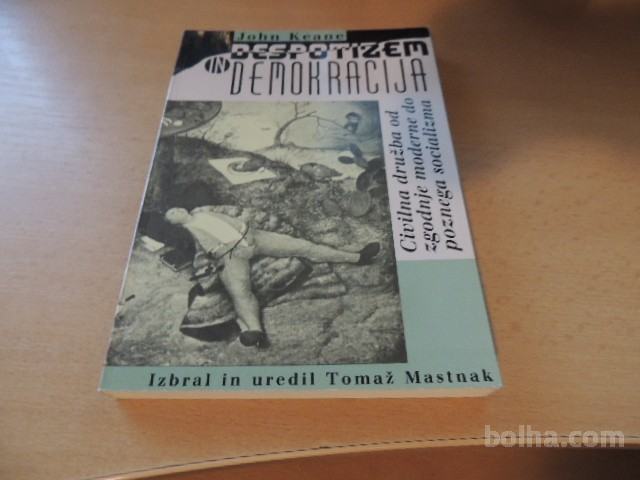 John Keane
DESPOTIZEM
IN DEMOKRACIJA
Civilna družba od
zgodnje moderne do
poznega socializma
Izbral in uredil Tomaž Mastnak
bolha.com